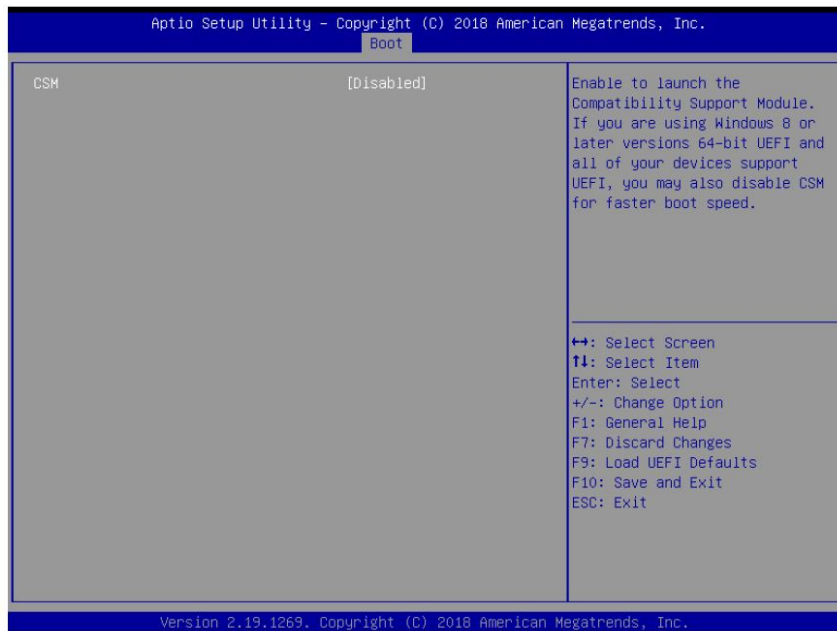 Aptio Setup Utility – Copyright (C) 2018 American Megatrends, Inc.
Boot
CSM [Disabled]
Enable to launch the
Compatibility Support Module.
If you are using Windows 8 or
later versions 64-bit UEFI and
all of your devices support
UEFI, you may also disable CSM
for faster boot speed.
↔: Select Screen
↑↓: Select Item
Enter: Select
+/-: Change Option
F1: General Help
F7: Discard Changes
F9: Load UEFI Defaults
F10: Save and Exit
ESC: Exit
Version 2.19.1269. Copyright (C) 2018 American Megatrends, Inc.